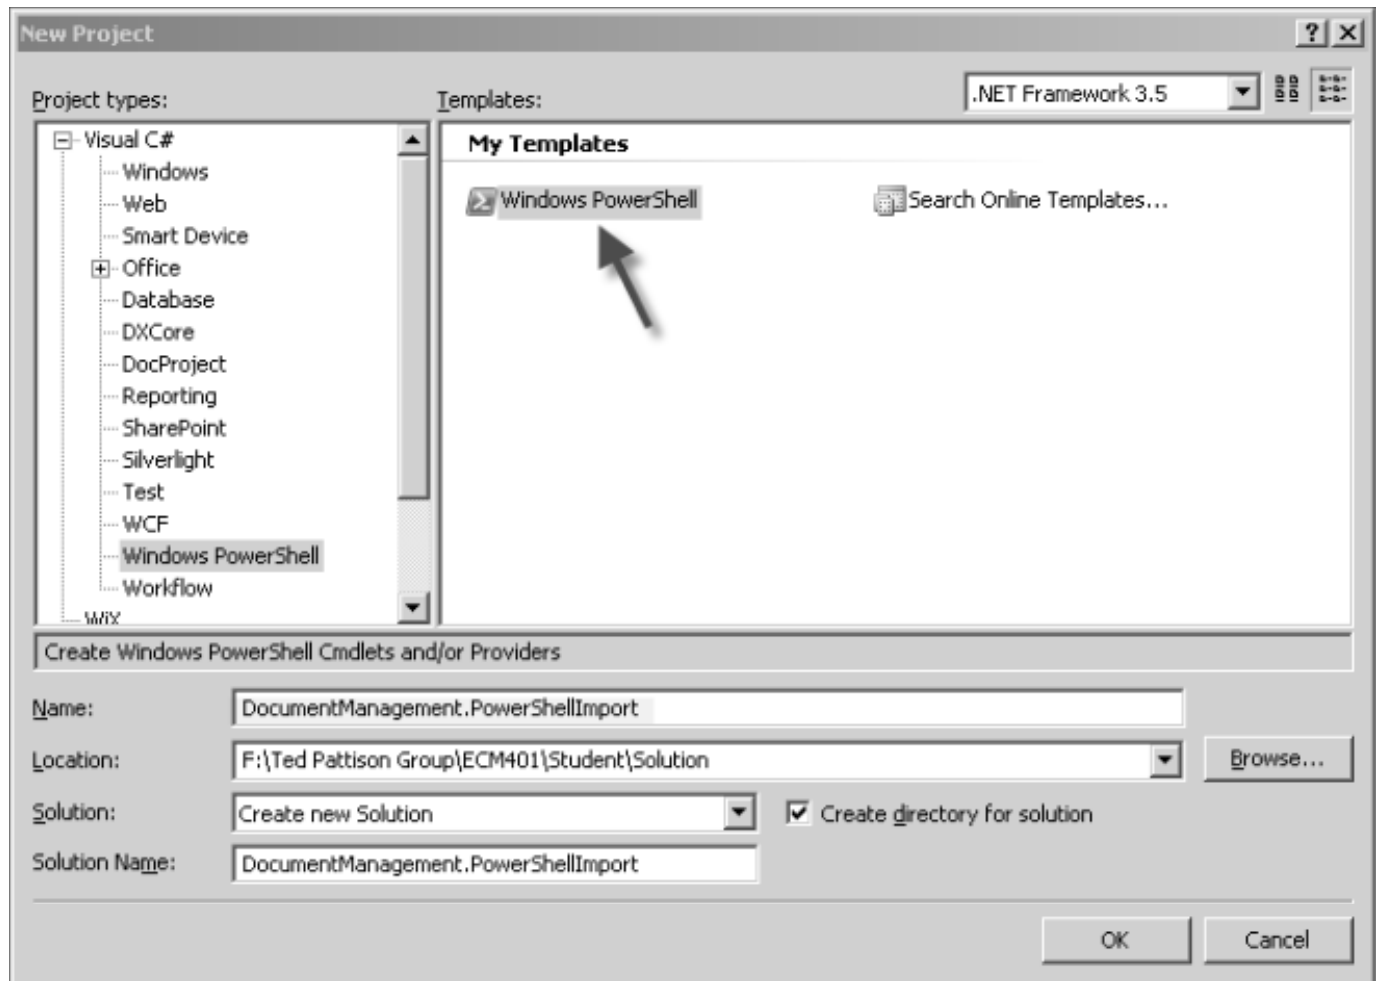 New Project
Project types:
Templates:
.NET Framework 3.5
Visual C#
Windows
Web
Smart Device
Office
Database
DXCore
DocProject
Reporting
SharePoint
Silverlight
Test
WCF
Windows PowerShell
Workflow
WiX
My Templates
Windows PowerShell
Search Online Templates...
Create Windows PowerShell Cmdlets and/or Providers
Name:
DocumentManagement.PowerShellImport
Location:
F:\Ted Pattison Group\ECM401\Student\Solution
Browse...
Solution:
Create new Solution
Create directory for solution
Solution Name:
DocumentManagement.PowerShellImport
OK
Cancel